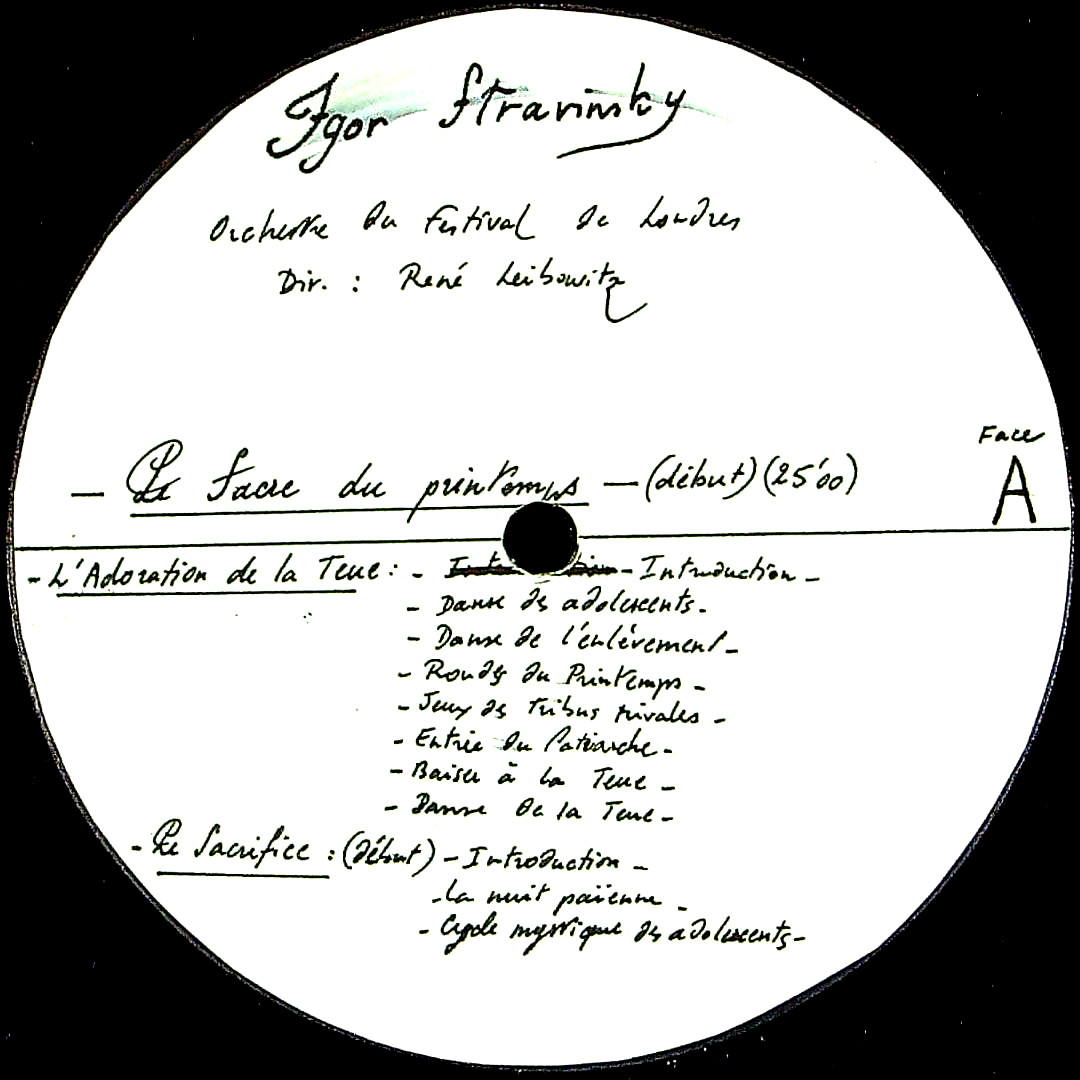 Igor Stravinsky
Orchestre du Festival de Londres
Dir. : René Leibowitz
Face
A
— Le Sacre du printemps — (début) (25'00)
- L'Adoration de la Terre : - Introduction - Introduction -
- Danse des adolescents -
- Danse de l'enlèvement -
- Rondes du Printemps -
- Jeux des tribus rivales -
- Entrée du Patriarche -
- Baiser à la Terre -
- Danse de la Terre -
- Le Sacrifice : (début) - Introduction -
- La nuit païenne -
- Cycle mystique des adolescents -